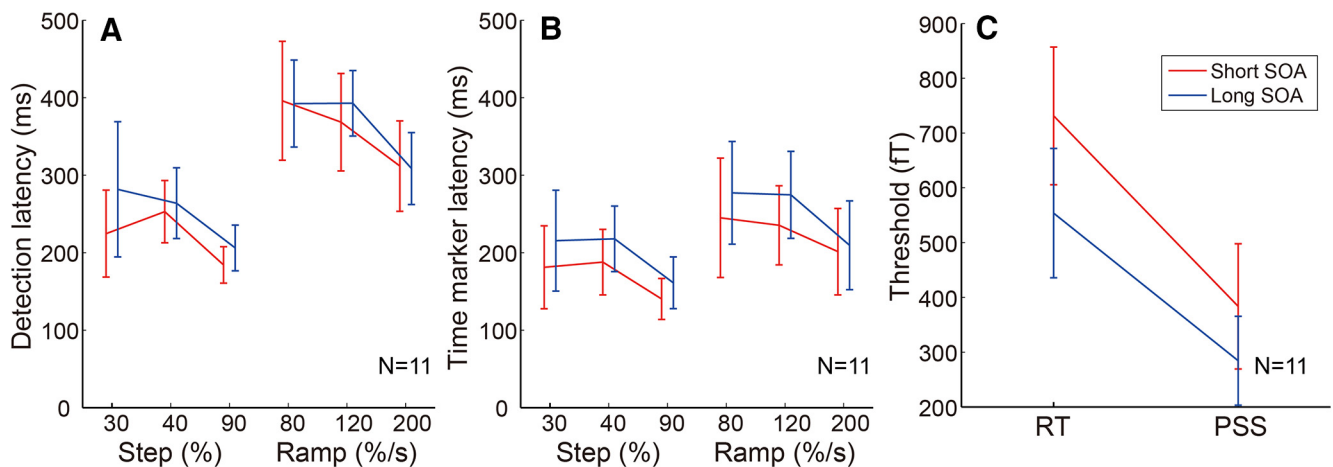 A
Detection latency (ms)
500
400
300
200
100
0
30 40 90 80 120 200
Step (%) Ramp (%/s)
N=11
B
Time marker latency (ms)
500
400
300
200
100
0
30 40 90 80 120 200
Step (%) Ramp (%/s)
N=11
C
Threshold (fT)
900
800
700
600
500
400
300
200
RT PSS
Short SOA
Long SOA
N=11